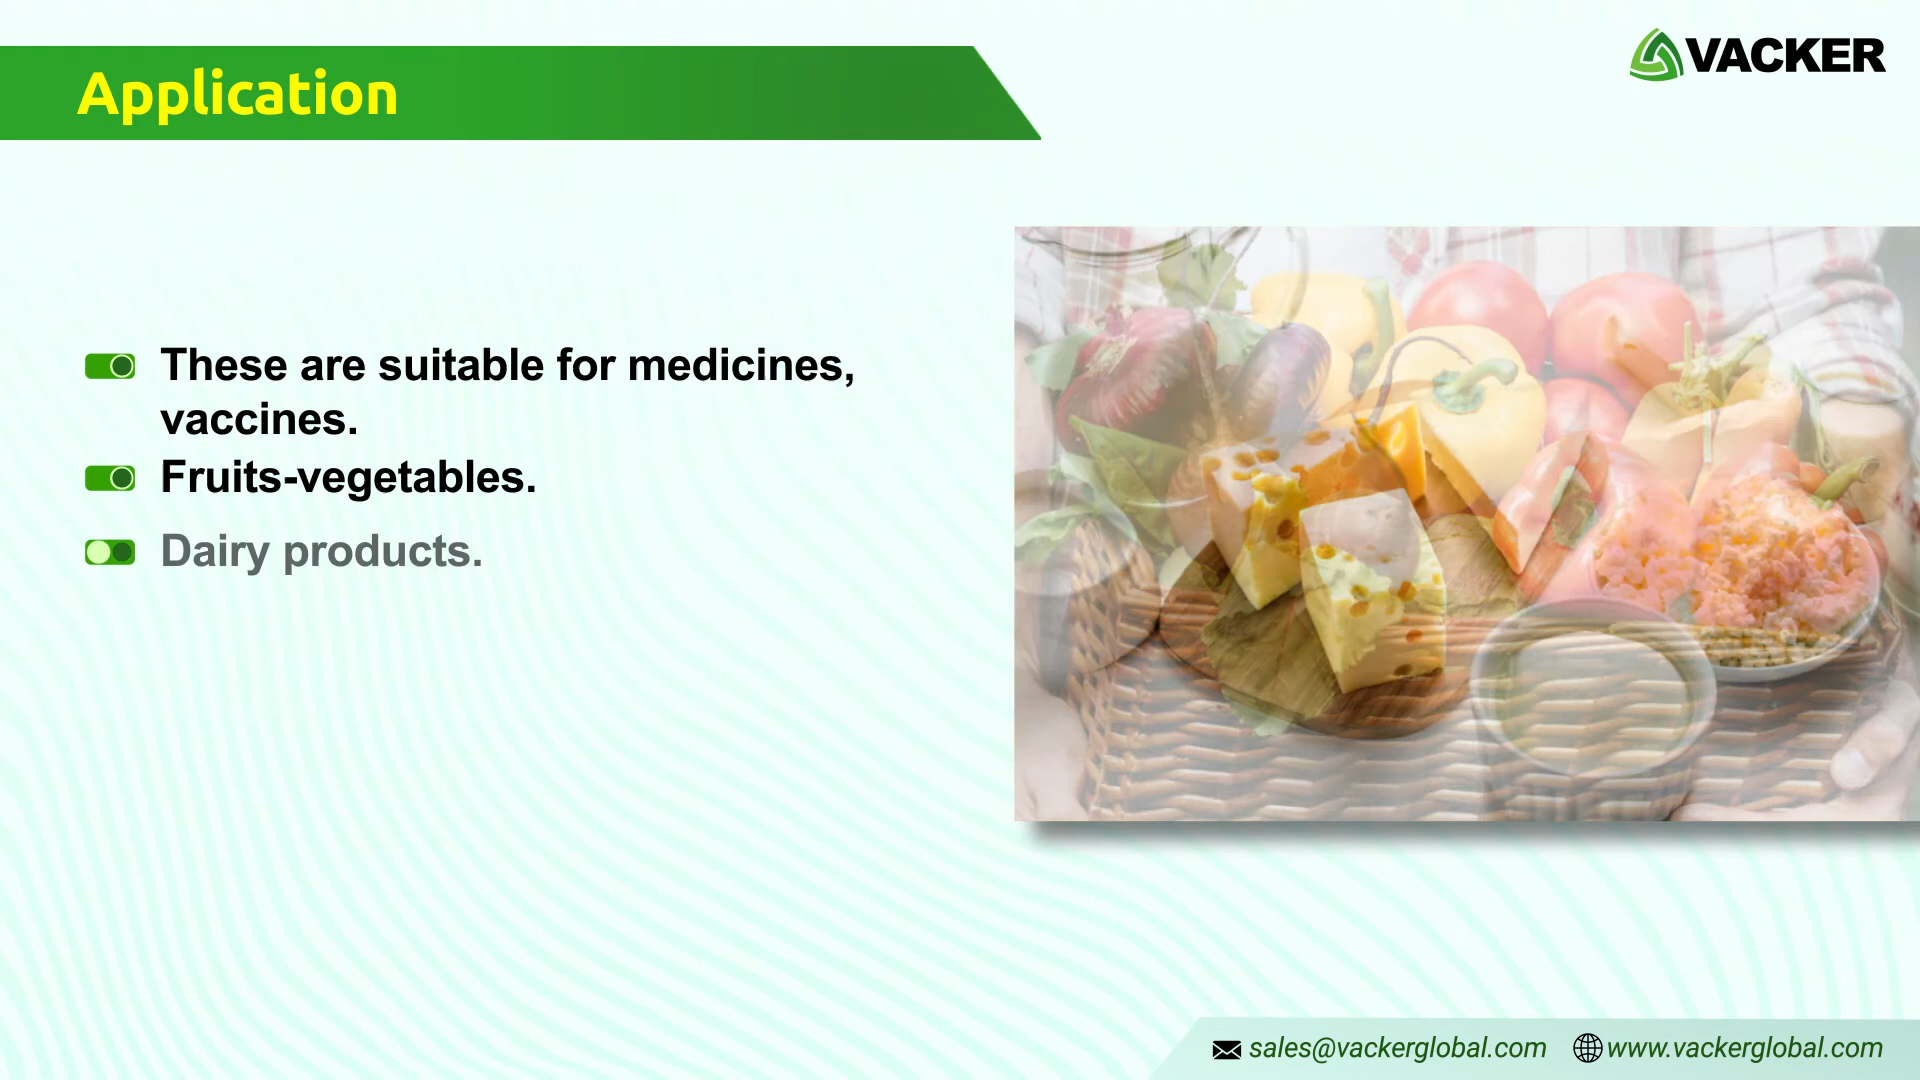 Application
VACKER
These are suitable for medicines,
vaccines.
Fruits-vegetables.
Dairy products.
sales@vackerglobal.com
www.vackerglobal.com